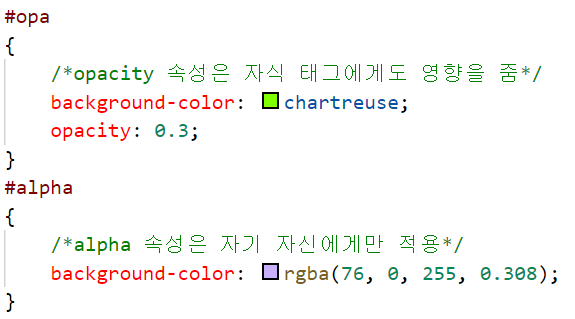 #opa
{
/*opacity 속성은 자식 태그에게도 영향을 줌*/
background-color: chartreuse;
opacity: 0.3;
}
#alpha
{
/*alpha 속성은 자기 자신에게만 적용*/
background-color: rgba(76, 0, 255, 0.308);
}